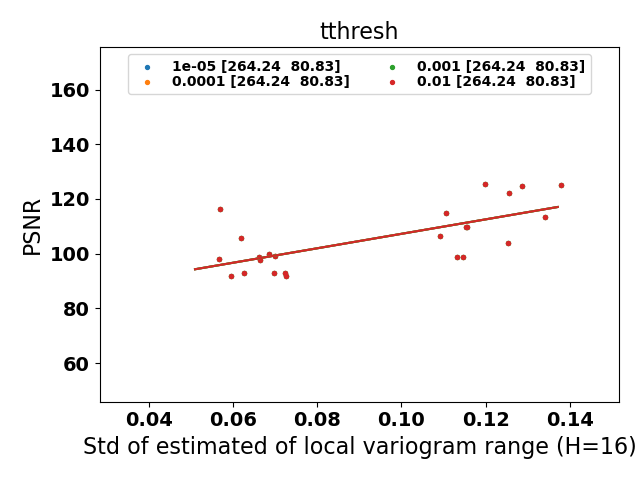 tthresh
1e-05 [264.24  80.83]
0.0001 [264.24  80.83]
0.001 [264.24  80.83]
0.01 [264.24  80.83]
PSNR
160
140
120
100
80
60
0.04 0.06 0.08 0.10 0.12 0.14
Std of estimated of local variogram range (H=16)